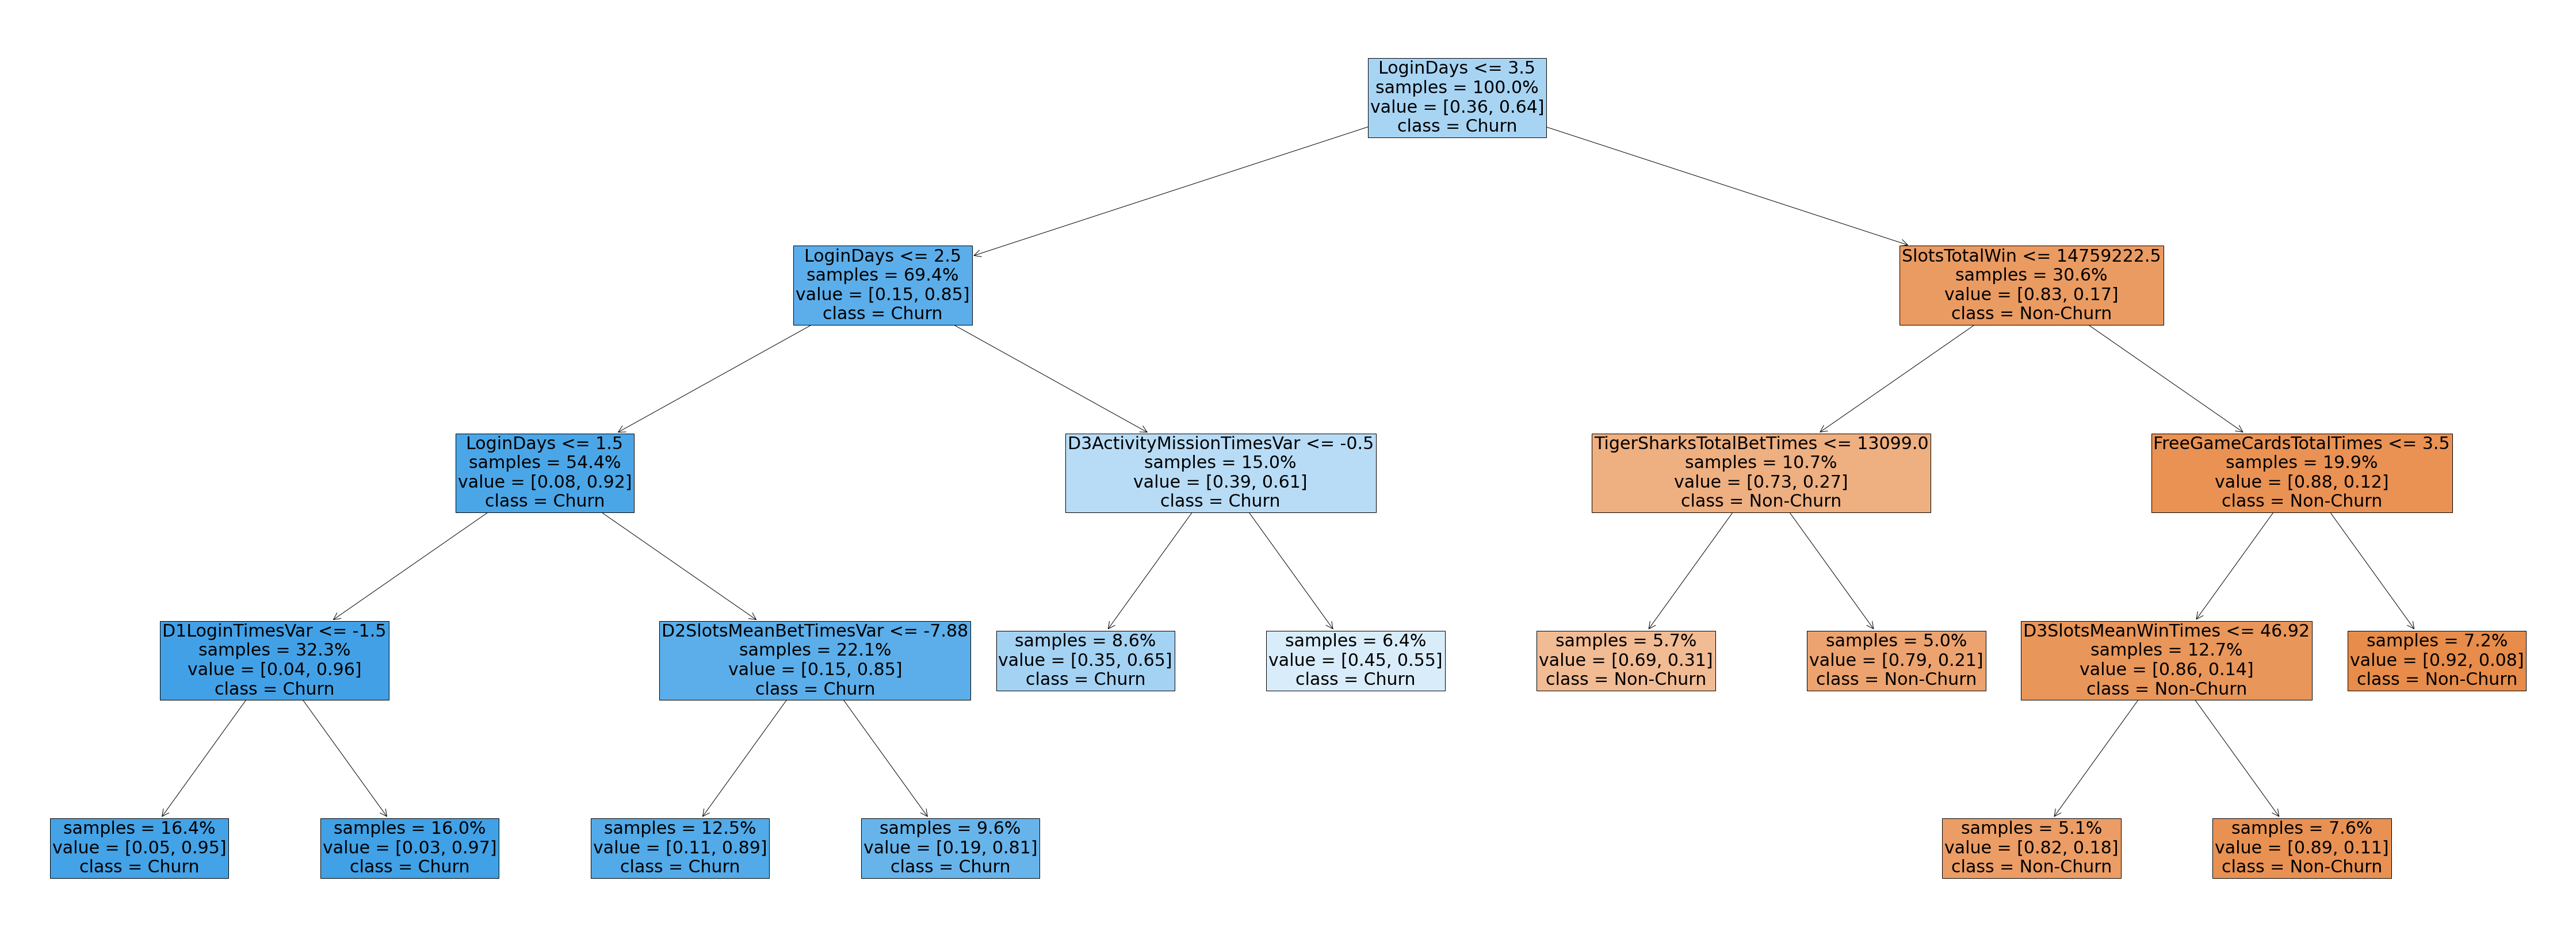 LoginDays <= 3.5
samples = 100.0%
value = [0.36, 0.64]
class = Churn
LoginDays <= 2.5
samples = 69.4%
value = [0.15, 0.85]
class = Churn
SlotsTotalWin <= 14759222.5
samples = 30.6%
value = [0.83, 0.17]
class = Non-Churn
LoginDays <= 1.5
samples = 54.4%
value = [0.08, 0.92]
class = Churn
D3ActivityMissionTimesVar <= -0.5
samples = 15.0%
value = [0.39, 0.61]
class = Churn
TigerSharksTotalBetTimes <= 13099.0
samples = 10.7%
value = [0.73, 0.27]
class = Non-Churn
FreeGameCardsTotalTimes <= 3.5
samples = 19.9%
value = [0.88, 0.12]
class = Non-Churn
D1LoginTimesVar <= -1.5
samples = 32.3%
value = [0.04, 0.96]
class = Churn
D2SlotsMeanBetTimesVar <= -7.88
samples = 22.1%
value = [0.15, 0.85]
class = Churn
samples = 8.6%
value = [0.35, 0.65]
class = Churn
samples = 6.4%
value = [0.45, 0.55]
class = Churn
samples = 5.7%
value = [0.69, 0.31]
class = Non-Churn
samples = 5.0%
value = [0.79, 0.21]
class = Non-Churn
D3SlotsMeanWinTimes <= 46.92
samples = 12.7%
value = [0.86, 0.14]
class = Non-Churn
samples = 7.2%
value = [0.92, 0.08]
class = Non-Churn
samples = 16.4%
value = [0.05, 0.95]
class = Churn
samples = 16.0%
value = [0.03, 0.97]
class = Churn
samples = 12.5%
value = [0.11, 0.89]
class = Churn
samples = 9.6%
value = [0.19, 0.81]
class = Churn
samples = 5.1%
value = [0.82, 0.18]
class = Non-Churn
samples = 7.6%
value = [0.89, 0.11]
class = Non-Churn